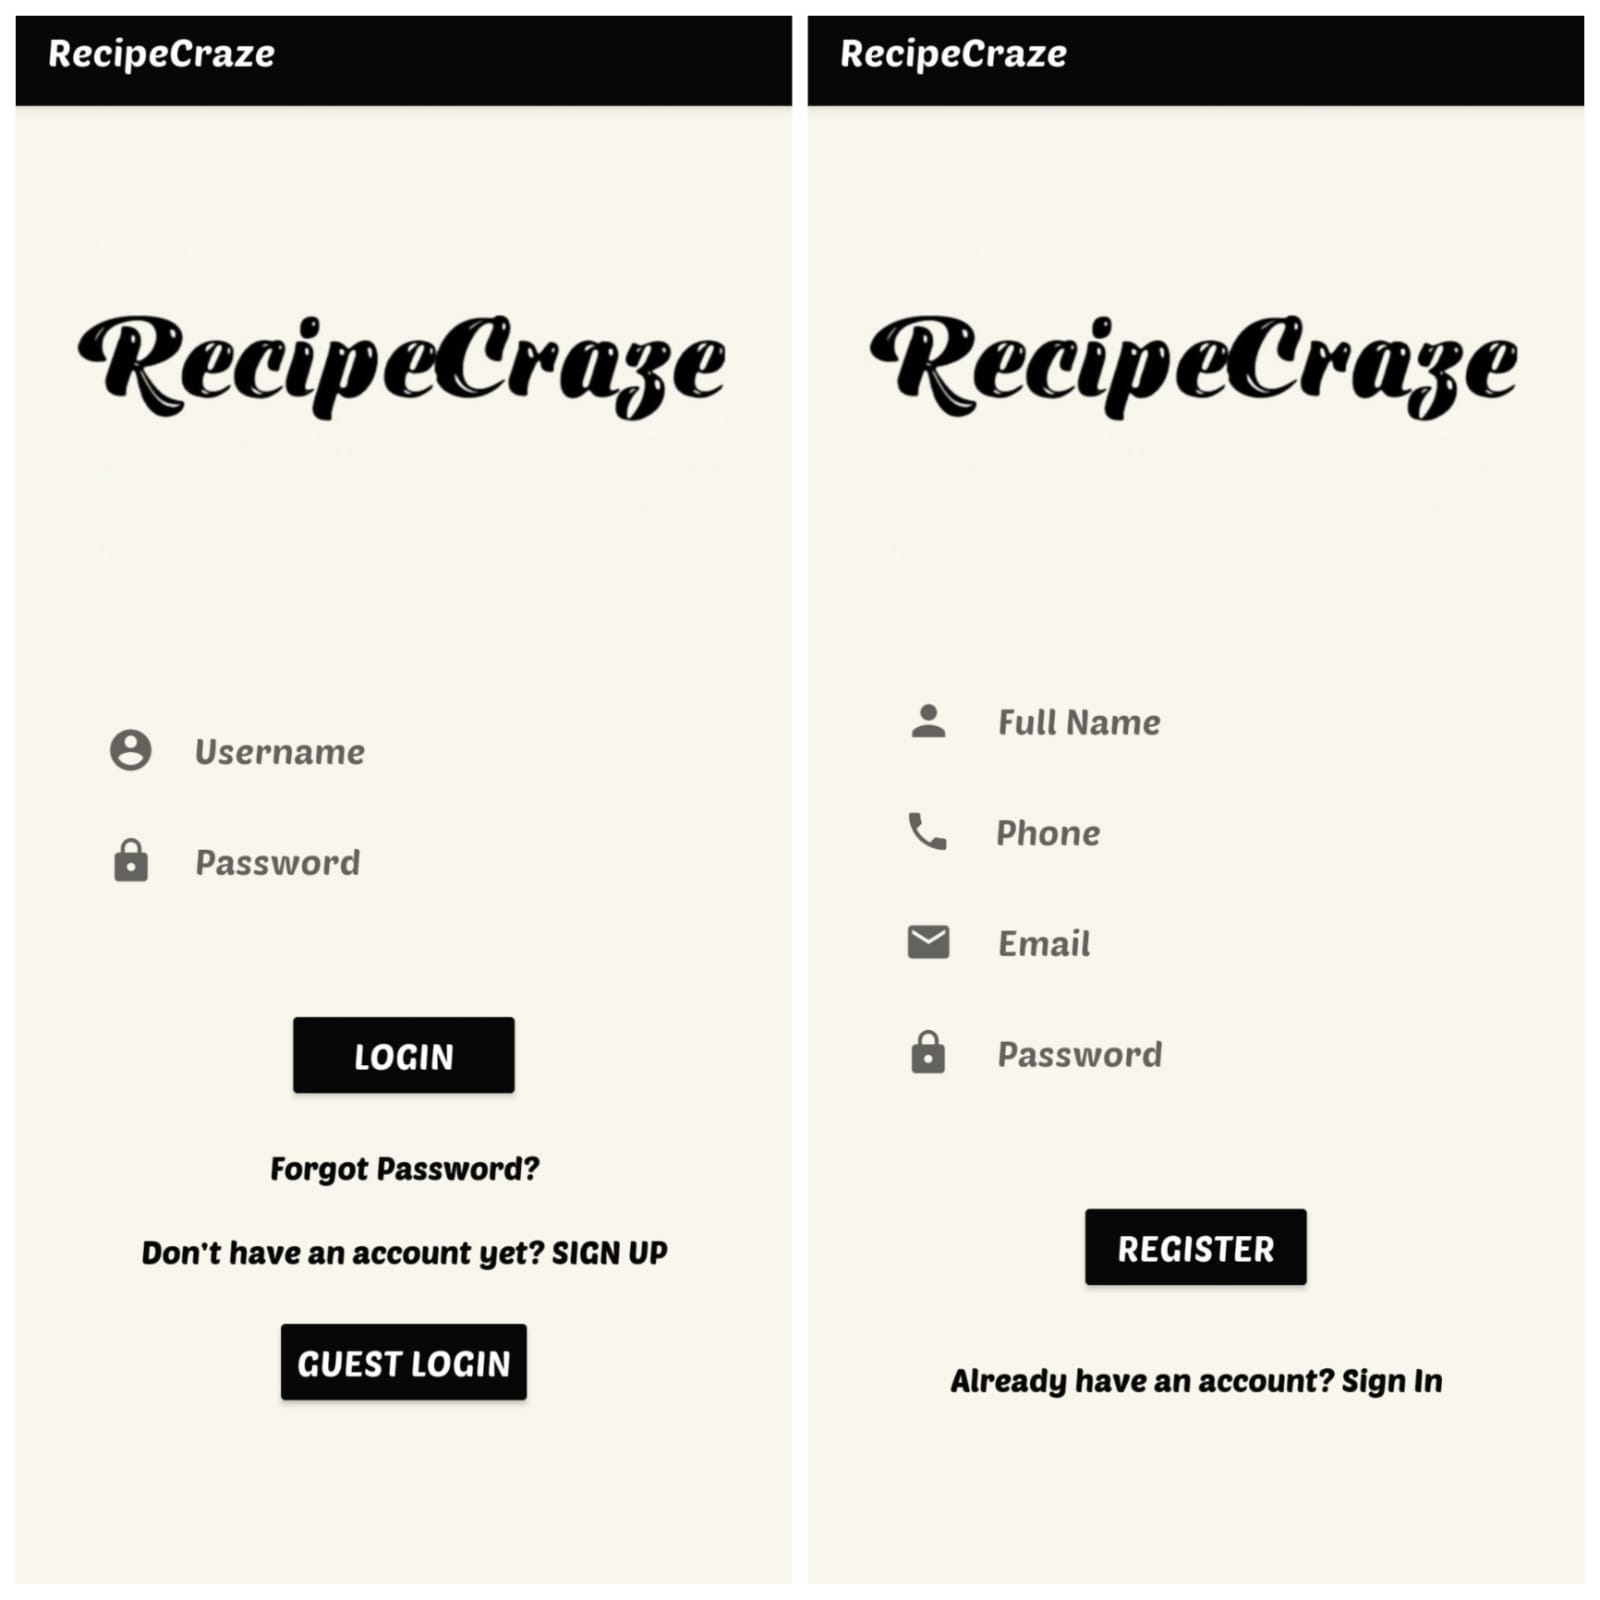 RecipeCraze
RecipeCraze
Username
Password
LOGIN
Forgot Password?
Don't have an account yet? SIGN UP
GUEST LOGIN
RecipeCraze
RecipeCraze
Full Name
Phone
Email
Password
REGISTER
Already have an account? Sign In